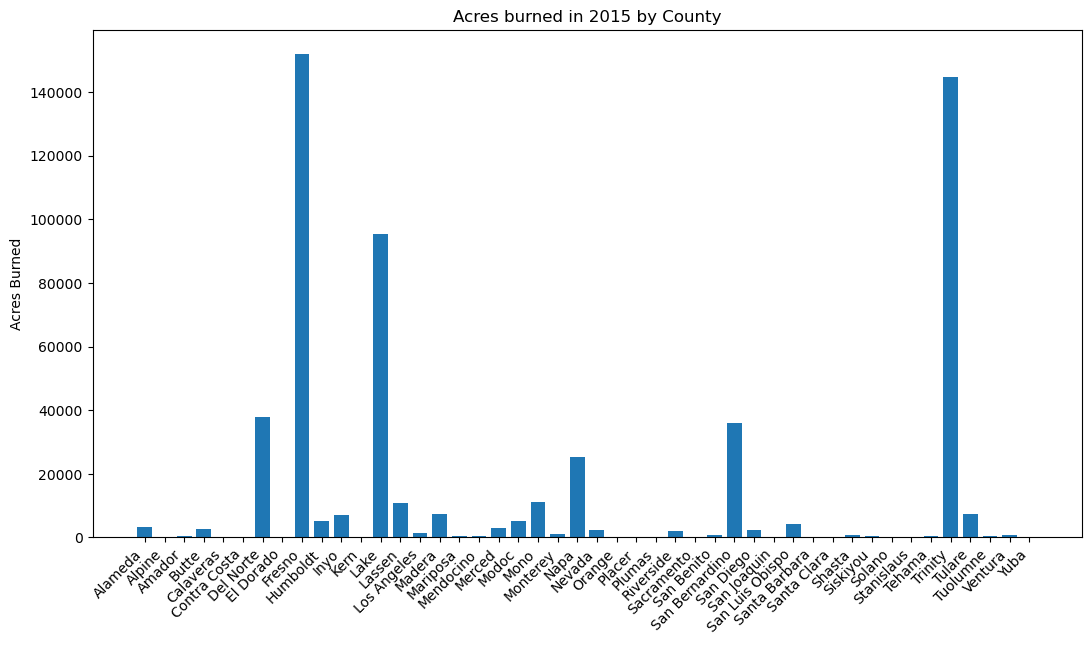 Acres burned in 2015 by County
Acres Burned
140000
120000
100000
80000
60000
40000
20000
0
Alameda
Alpine
Amador
Butte
Calaveras
Contra Costa
Del Norte
El Dorado
Fresno
Humboldt
Inyo
Kern
Lake
Lassen
Los Angeles
Madera
Mariposa
Mendocino
Merced
Modoc
Mono
Monterey
Napa
Nevada
Orange
Placer
Plumas
Riverside
Sacramento
San Benito
San Bernardino
San Diego
San Joaquin
San Luis Obispo
Santa Barbara
Santa Clara
Shasta
Siskiyou
Solano
Stanislaus
Tehama
Trinity
Tulare
Tuolumne
Ventura
Yuba